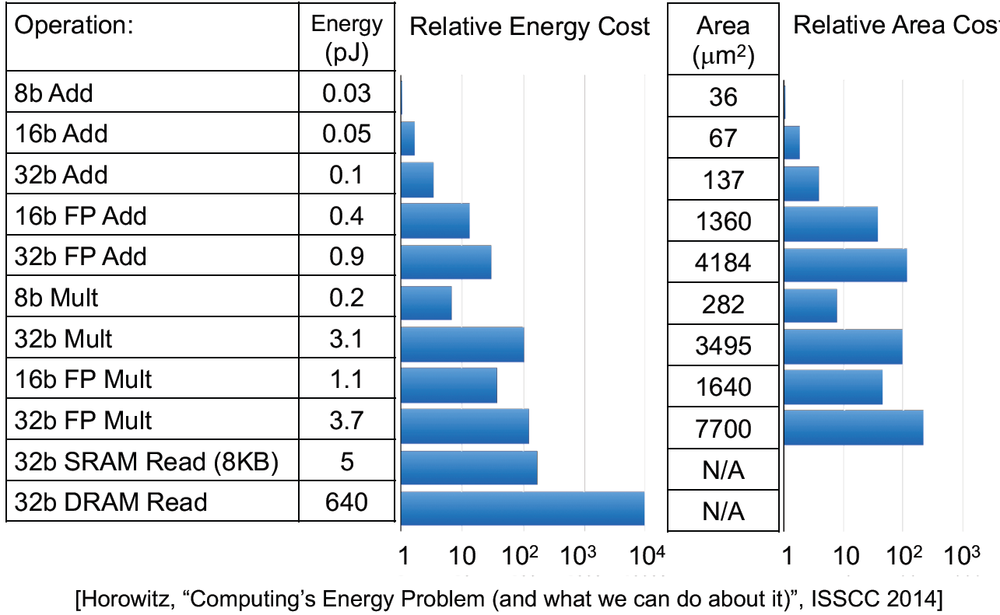 Operation:
Energy
(pJ)
Relative Energy Cost
Area
(μm²)
Relative Area Cos
8b Add
0.03
36
16b Add
0.05
67
32b Add
0.1
137
16b FP Add
0.4
1360
32b FP Add
0.9
4184
8b Mult
0.2
282
32b Mult
3.1
3495
16b FP Mult
1.1
1640
32b FP Mult
3.7
7700
32b SRAM Read (8KB)
5
N/A
32b DRAM Read
640
N/A
1 10 10² 10³ 10⁴
1 10 10² 10³
[Horowitz, “Computing’s Energy Problem (and what we can do about it)”, ISSCC 2014]